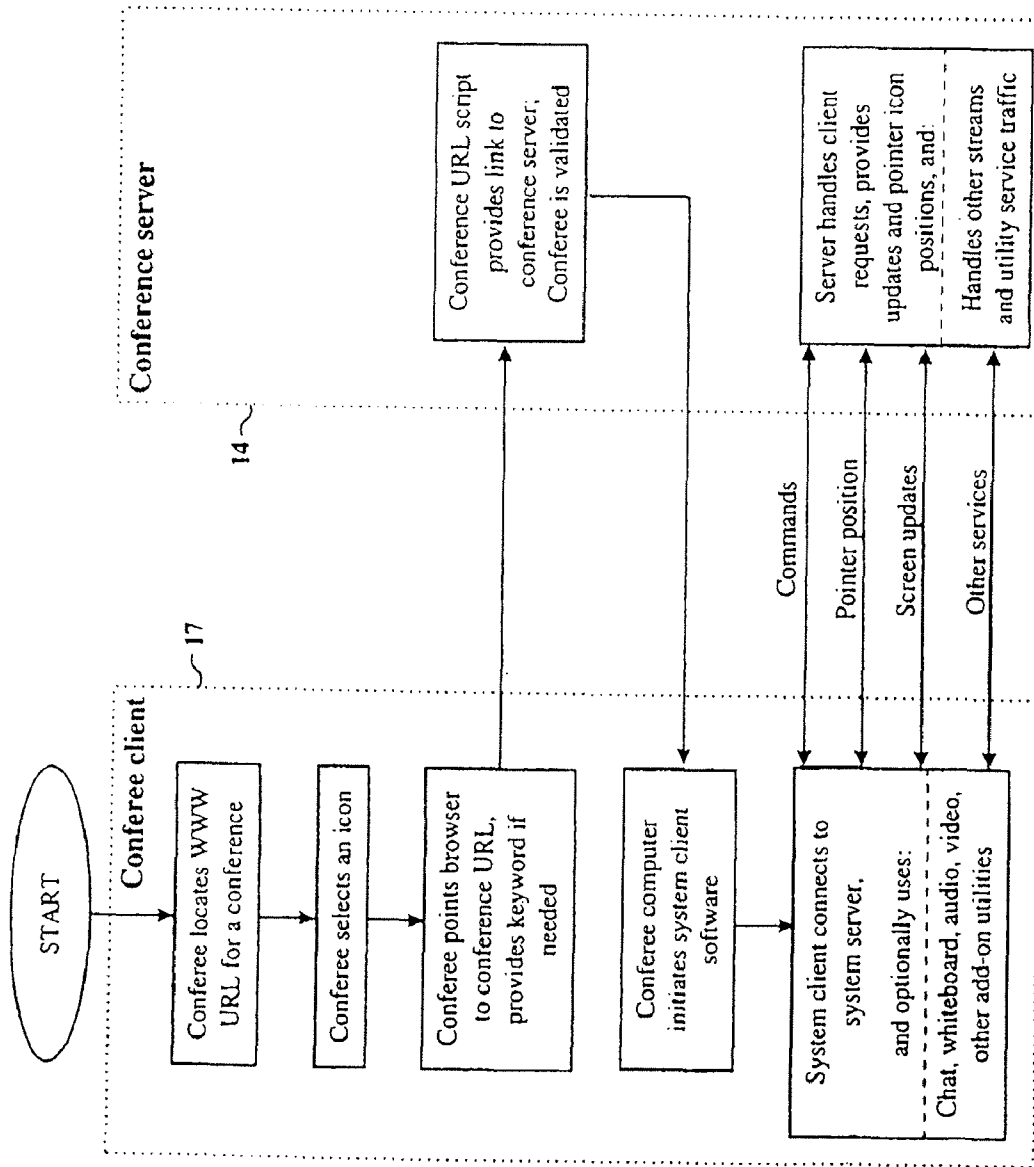 START
Conferee client
17
Conferee locates WWW
URL for a conference
Conferee selects an icon
Conferee points browser
to conference URL,
provides keyword if
needed
Conferee computer
initiates system client
software
System client connects to
system server,
and optionally uses:
Chat, whiteboard, audio, video,
other add-on utilities
Commands
Pointer position
Screen updates
Other services
14
Conference server
Conference URL script
provides link to
conference server;
Conferee is validated
Server handles client
requests, provides
updates and pointer icon
positions, and:
Handles other streams
and utility service traffic